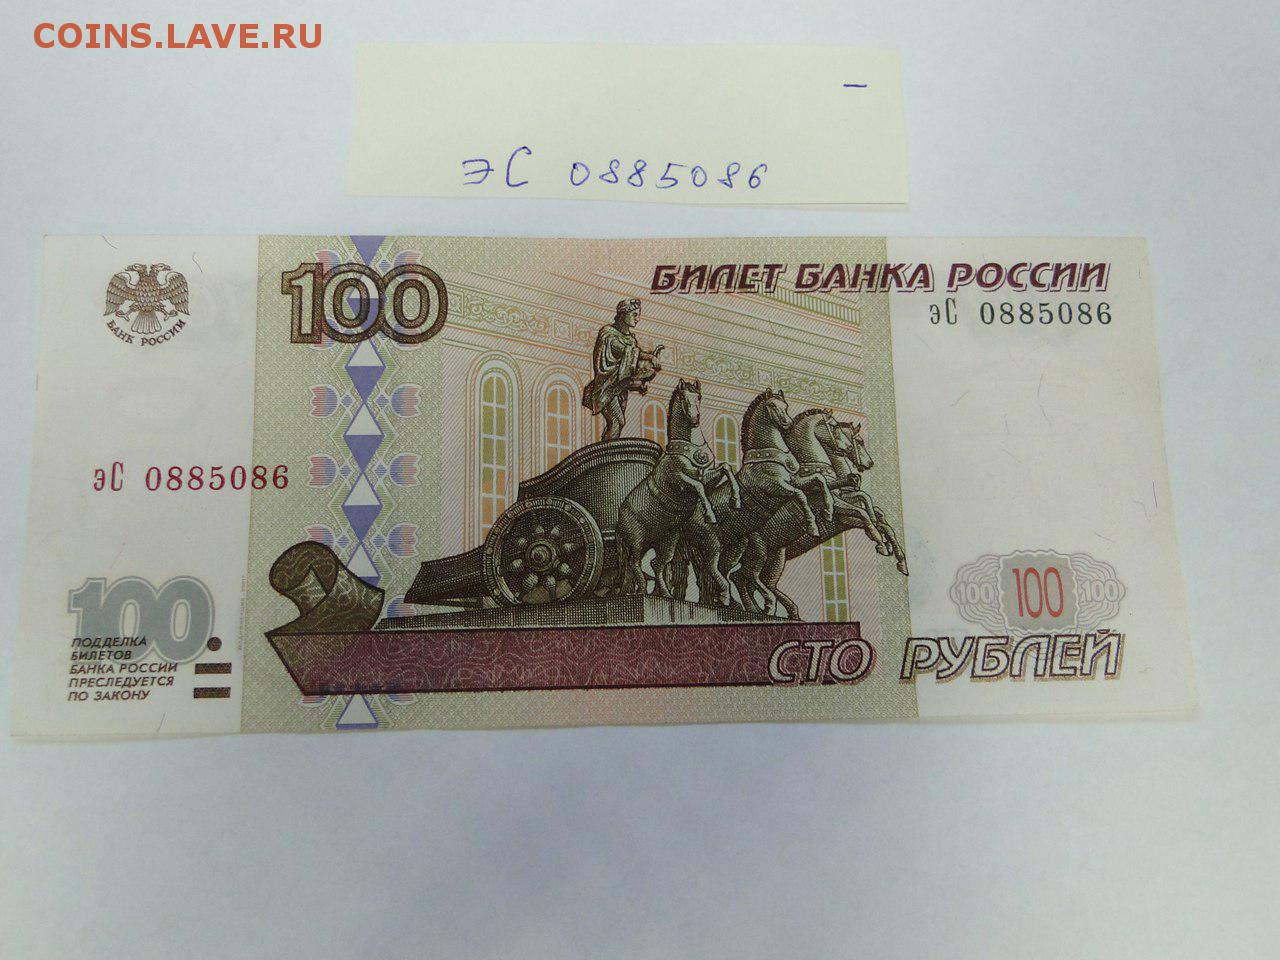 COINS.LAVE.RU
–
эС 0885086
100
БИЛЕТ БАНКА РОССИИ
эС 0885086
БАНК РОССИИ
эС 0885086
100
ПОДДЕЛКА
БИЛЕТОВ
БАНКА РОССИИ
ПРЕСЛЕДУЕТСЯ
ПО ЗАКОНУ
100 100 100
СТО РУБЛЕЙ